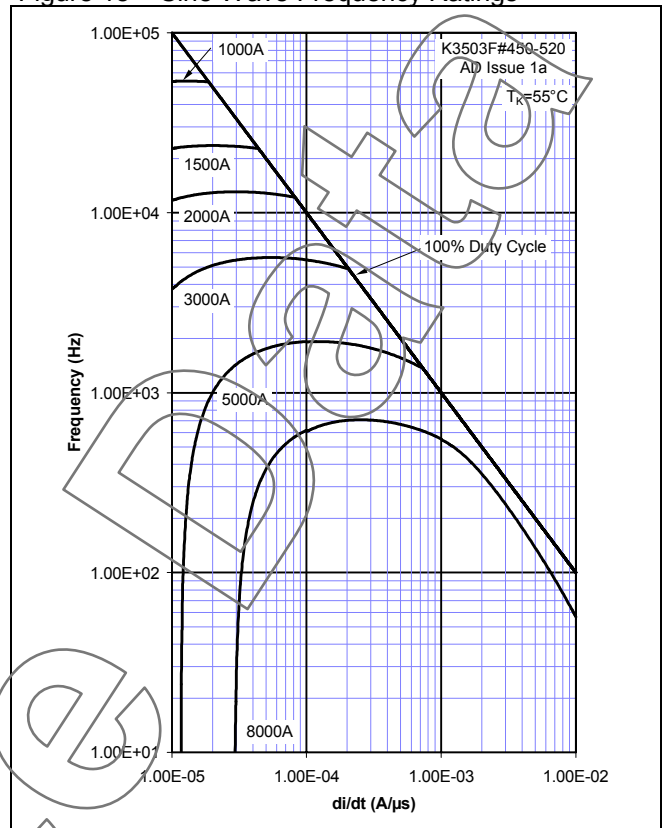 Figure 13 – Sine Wave Frequency Ratings
1.00E+05
1000A
K3503F#450-520
AD Issue 1a
TK=55°C
1500A
2000A
1.00E+04
100% Duty Cycle
3000A
Frequency (Hz)
1.00E+03
5000A
1.00E+02
8000A
1.00E+01
1.00E-05
1.00E-04
1.00E-03
1.00E-02
di/dt (A/µs)
Data